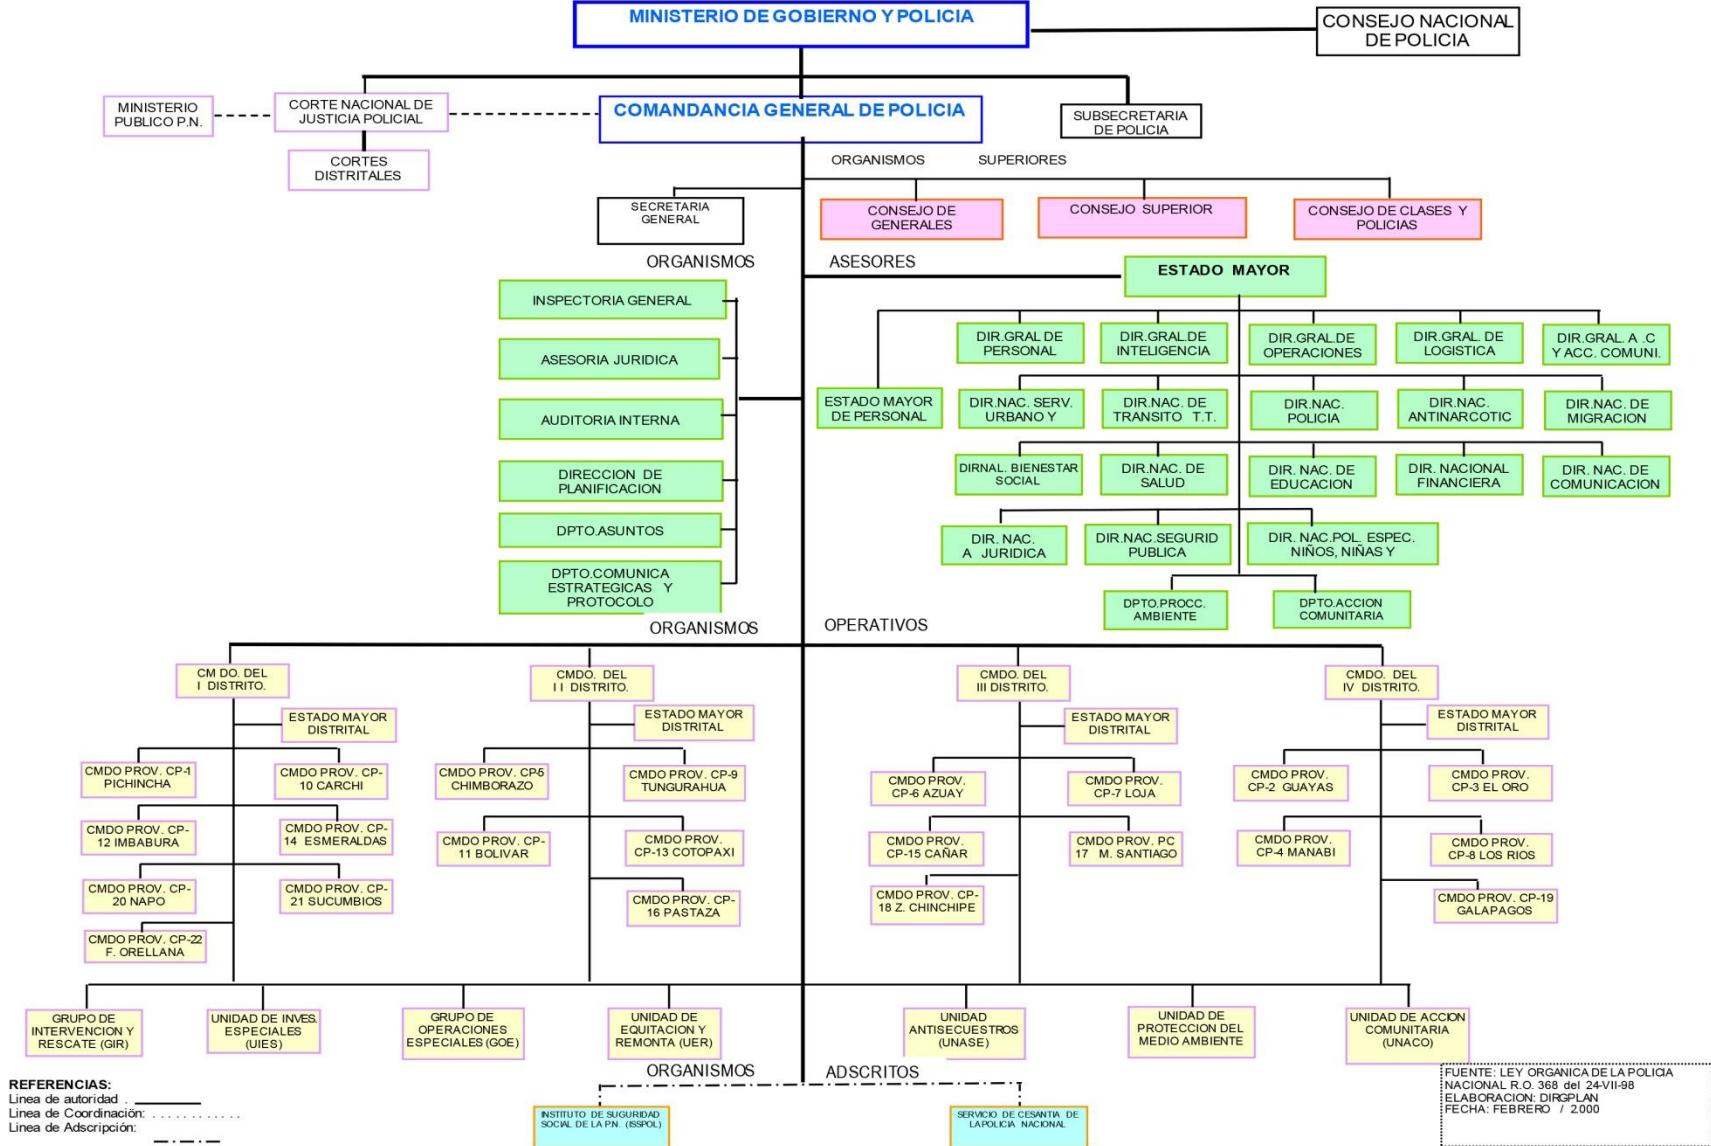 MINISTERIO DE GOBIERNO Y POLICIA
CONSEJO NACIONAL
DE POLICIA
MINISTERIO
PUBLICO P.N.
CORTE NACIONAL DE
JUSTICIA POLICIAL
COMANDANCIA GENERAL DE POLICIA
SUBSECRETARIA
DE POLICIA
CORTES
DISTRITALES
ORGANISMOS SUPERIORES
SECRETARIA
GENERAL
CONSEJO DE
GENERALES
CONSEJO SUPERIOR
CONSEJO DE CLASES Y
POLICIAS
ORGANISMOS ASESORES
ESTADO MAYOR
INSPECTORIA GENERAL
ASESORIA JURIDICA
AUDITORIA INTERNA
DIRECCION DE
PLANIFICACION
DPTO.ASUNTOS
DPTO.COMUNICA
ESTRATEGICAS Y
PROTOCOLO
DIR.GRAL DE
PERSONAL
DIR.GRAL.DE
INTELIGENCIA
DIR.GRAL.DE
OPERACIONES
DIR.GRAL. DE
LOGISTICA
DIR.GRAL. A .C
Y ACC. COMUNI.
ESTADO MAYOR
DE PERSONAL
DIR.NAC. SERV.
URBANO Y
DIR.NAC. DE
TRANSITO T.T.
DIR.NAC.
POLICIA
DIR.NAC.
ANTINARCOTIC
DIR.NAC. DE
MIGRACION
DIRNAL. BIENESTAR
SOCIAL
DIR.NAC. DE
SALUD
DIR. NAC. DE
EDUCACION
DIR. NACIONAL
FINANCIERA
DIR. NAC. DE
COMUNICACION
DIR. NAC.
A JURIDICA
DIR.NAC.SEGURID
PUBLICA
DIR. NAC.POL. ESPEC.
NIÑOS, NIÑAS Y
DPTO.PROCC.
AMBIENTE
DPTO.ACCION
COMUNITARIA
ORGANISMOS OPERATIVOS
CM DO. DEL
I DISTRITO.
CMDO. DEL
I I DISTRITO.
CMDO. DEL
III DISTRITO.
CMDO. DEL
IV DISTRITO.
ESTADO MAYOR
DISTRITAL
ESTADO MAYOR
DISTRITAL
ESTADO MAYOR
DISTRITAL
ESTADO MAYOR
DISTRITAL
CMDO PROV. CP-1
PICHINCHA
CMDO PROV. CP-
10 CARCHI
CMDO PROV. CP-5
CHIMBORAZO
CMDO PROV. CP-9
TUNGURAHUA
CMDO PROV.
CP-6 AZUAY
CMDO PROV.
CP-7 LOJA
CMDO PROV.
CP-2 GUAYAS
CMDO PROV.
CP-3 EL ORO
CMDO PROV. CP-
12 IMBABURA
CMDO PROV. CP-
14 ESMERALDAS
CMDO PROV. CP-
11 BOLIVAR
CMDO PROV.
CP-13 COTOPAXI
CMDO PROV.
CP-15 CAÑAR
CMDO PROV. PC
17 M. SANTIAGO
CMDO PROV.
CP-4 MANABI
CMDO PROV.
CP-8 LOS RIOS
CMDO PROV. CP-
20 NAPO
CMDO PROV. CP-
21 SUCUMBIOS
CMDO PROV. CP-
16 PASTAZA
CMDO PROV. CP-
18 Z. CHINCHIPE
CMDO PROV. CP-19
GALAPAGOS
CMDO PROV. CP-22
F. ORELLANA
GRUPO DE
INTERVENCION Y
RESCATE (GIR)
UNIDAD DE INVES.
ESPECIALES
(UIES)
GRUPO DE
OPERACIONES
ESPECIALES (GOE)
UNIDAD DE
EQUITACION Y
REMONTA (UER)
UNIDAD
ANTISECUESTROS
(UNASE)
UNIDAD DE
PROTECCION DEL
MEDIO AMBIENTE
UNIDAD DE ACCION
COMUNITARIA
(UNACO)
ORGANISMOS ADSCRITOS
INSTITUTO DE SUGURIDAD
SOCIAL DE LA P.N. (ISSPOL)
SERVICIO DE CESANTIA DE
LAPOLICIA NACIONAL
REFERENCIAS:
Linea de autoridad .
Linea de Coordinación: . . . . . . . . . . . .
Linea de Adscripción:
FUENTE: LEY ORGANICA DE LA POLICIA
NACIONAL R.O. 368 del 24-VII-98
ELABORACION: DIRGPLAN
FECHA: FEBRERO / 2.000